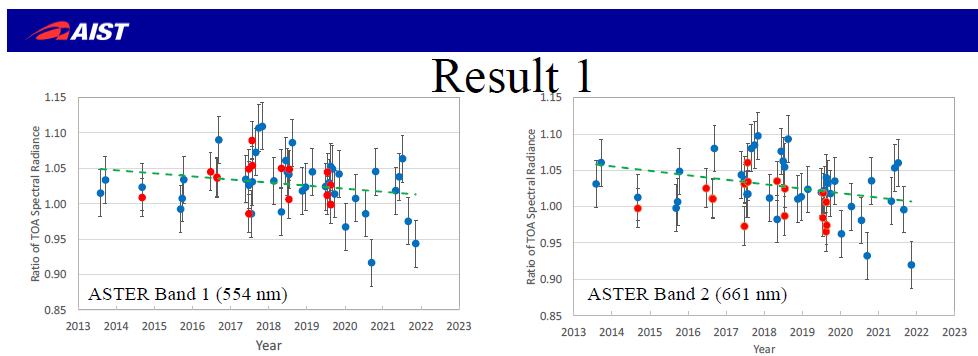 AIST
Result 1
Ratio of TOA Spectral Radiance
1.15
1.10
1.05
1.00
0.95
0.90
0.85
ASTER Band 1 (554 nm)
2013 2014 2015 2016 2017 2018 2019 2020 2021 2022 2023
Year
Ratio of TOA Spectral Radiance
1.15
1.10
1.05
1.00
0.95
0.90
0.85
ASTER Band 2 (661 nm)
2013 2014 2015 2016 2017 2018 2019 2020 2021 2022 2023
Year